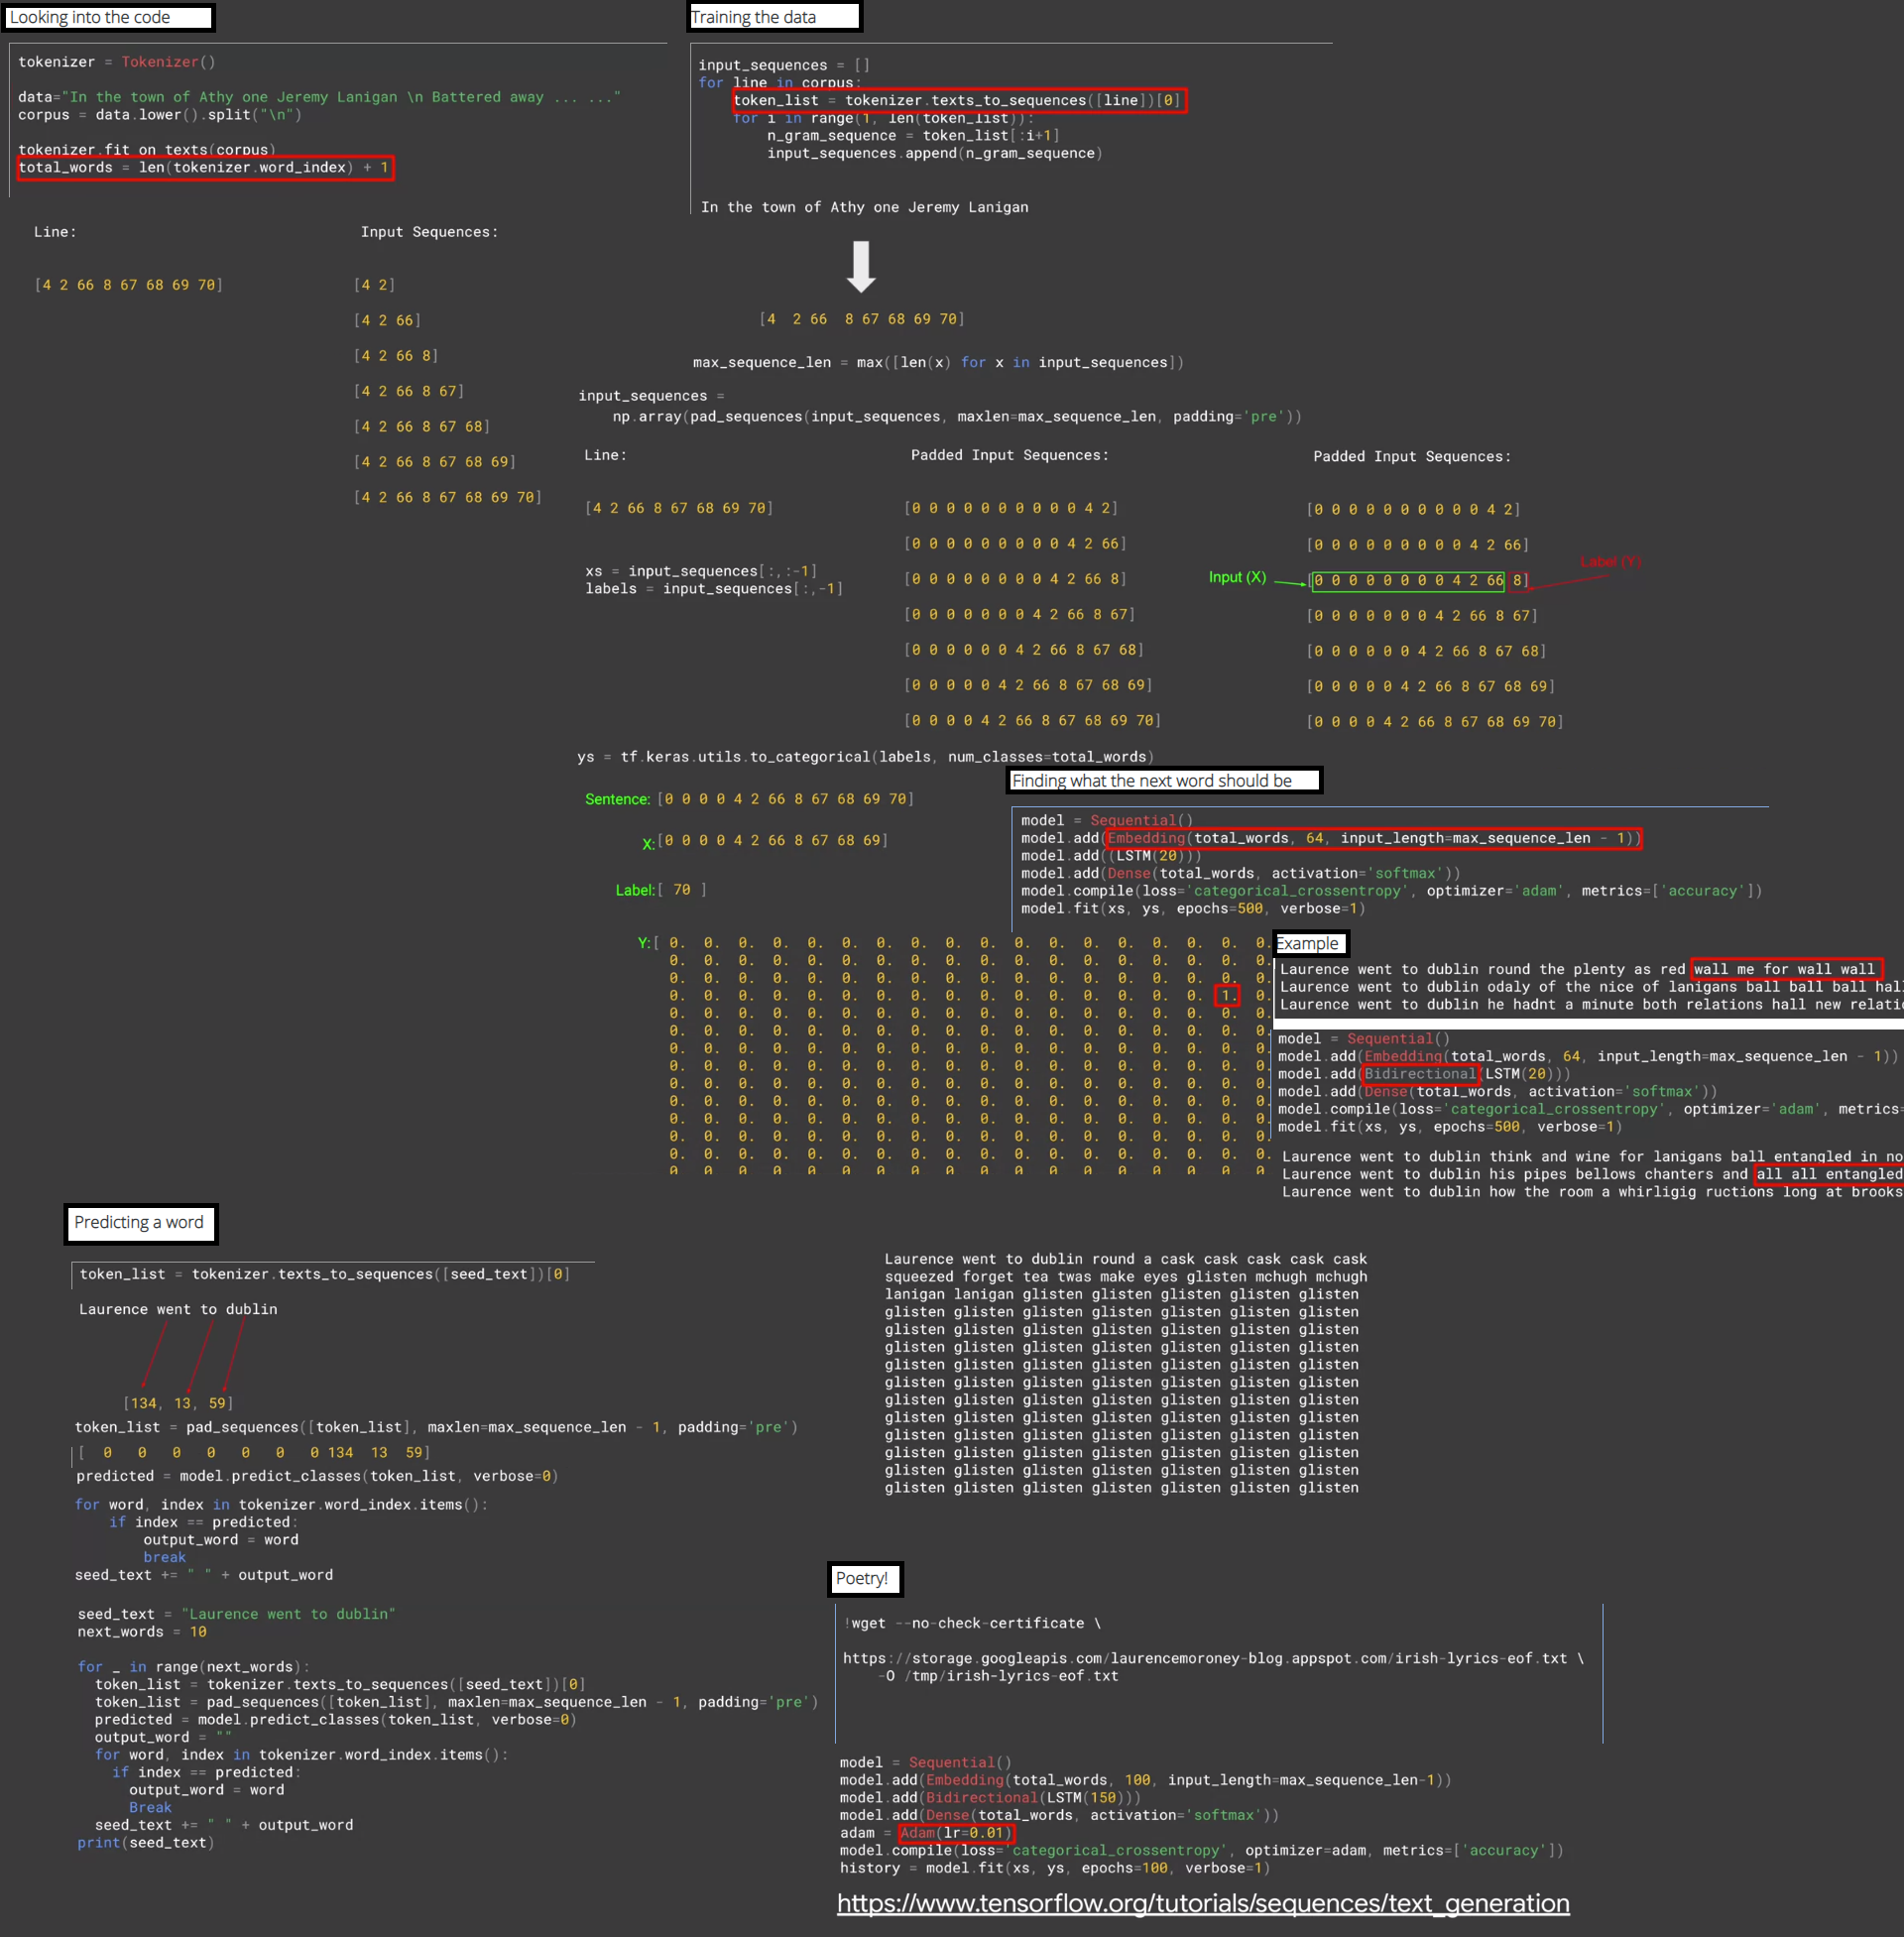 Looking into the code
tokenizer = Tokenizer()
data="In the town of Athy one Jeremy Lanigan \n Battered away ... ..."
corpus = data.lower().split("\n")
tokenizer.fit_on_texts(corpus)
total_words = len(tokenizer.word_index) + 1
Line:
Input Sequences:
[4 2 66 8 67 68 69 70]
[4 2]
[4 2 66]
[4 2 66 8]
[4 2 66 8 67]
[4 2 66 8 67 68]
[4 2 66 8 67 68 69]
[4 2 66 8 67 68 69 70]
Training the data
input_sequences = []
for line in corpus:
token_list = tokenizer.texts_to_sequences([line])[0]
for i in range(1, len(token_list)):
n_gram_sequence = token_list[:i+1]
input_sequences.append(n_gram_sequence)
In the town of Athy one Jeremy Lanigan
[4 2 66 8 67 68 69 70]
max_sequence_len = max([len(x) for x in input_sequences])
input_sequences =
np.array(pad_sequences(input_sequences, maxlen=max_sequence_len, padding='pre'))
Line:
[4 2 66 8 67 68 69 70]
xs = input_sequences[:,:-1]
labels = input_sequences[:,-1]
Padded Input Sequences:
[0 0 0 0 0 0 0 0 0 0 4 2]
[0 0 0 0 0 0 0 0 0 4 2 66]
[0 0 0 0 0 0 0 0 4 2 66 8]
[0 0 0 0 0 0 0 4 2 66 8 67]
[0 0 0 0 0 0 4 2 66 8 67 68]
[0 0 0 0 0 4 2 66 8 67 68 69]
[0 0 0 0 4 2 66 8 67 68 69 70]
Padded Input Sequences:
[0 0 0 0 0 0 0 0 0 0 4 2]
[0 0 0 0 0 0 0 0 0 4 2 66]
Label (Y)
Input (X)
[0 0 0 0 0 0 0 0 4 2 66 8]
[0 0 0 0 0 0 0 4 2 66 8 67]
[0 0 0 0 0 0 4 2 66 8 67 68]
[0 0 0 0 0 4 2 66 8 67 68 69]
[0 0 0 0 4 2 66 8 67 68 69 70]
ys = tf.keras.utils.to_categorical(labels, num_classes=total_words)
Sentence: [0 0 0 0 4 2 66 8 67 68 69 70]
X: [0 0 0 0 4 2 66 8 67 68 69]
Label: [ 70 ]
Y: [ 0. 0. 0. 0. 0. 0. 0. 0. 0. 0. 0. 0. 0. 0. 0. 0. 0. 0.
0. 0. 0. 0. 0. 0. 0. 0. 0. 0. 0. 0. 0. 0. 0. 0. 0. 0.
0. 0. 0. 0. 0. 0. 0. 0. 0. 0. 0. 0. 0. 0. 0. 0. 0. 0.
0. 0. 0. 0. 0. 0. 0. 0. 0. 0. 0. 0. 0. 0. 0. 0. 1. 0.
0. 0. 0. 0. 0. 0. 0. 0. 0. 0. 0. 0. 0. 0. 0. 0. 0. 0.
0. 0. 0. 0. 0. 0. 0. 0. 0. 0. 0. 0. 0. 0. 0. 0. 0. 0.
0. 0. 0. 0. 0. 0. 0. 0. 0. 0. 0. 0. 0. 0. 0. 0. 0. 0.
0. 0. 0. 0. 0. 0. 0. 0. 0. 0. 0. 0. 0. 0. 0. 0. 0. 0.
0. 0. 0. 0. 0. 0. 0. 0. 0. 0. 0. 0. 0. 0. 0. 0. 0. 0.
0. 0. 0. 0. 0. 0. 0. 0. 0. 0. 0. 0. 0. 0. 0. 0. 0. 0.
0. 0. 0. 0. 0. 0. 0. 0. 0. 0. 0. 0. 0. 0. 0. 0. 0. 0.
0. 0. 0. 0. 0. 0. 0. 0. 0. 0. 0. 0. 0. 0. 0. 0. 0. 0.
0. 0. 0. 0. 0. 0. 0. 0. 0. 0. 0. 0. 0. 0. 0. 0. 0. 0.
0 0 0 0 0 0 0 0 0 0 0 0 0 0 0 0 0 0
Finding what the next word should be
model = Sequential()
model.add(Embedding(total_words, 64, input_length=max_sequence_len - 1))
model.add((LSTM(20)))
model.add(Dense(total_words, activation='softmax'))
model.compile(loss='categorical_crossentropy', optimizer='adam', metrics=['accuracy'])
model.fit(xs, ys, epochs=500, verbose=1)
Example
Laurence went to dublin round the plenty as red wall me for wall wall
Laurence went to dublin odaly of the nice of lanigans ball ball ball hal
Laurence went to dublin he hadnt a minute both relations hall new relati
model = Sequential()
model.add(Embedding(total_words, 64, input_length=max_sequence_len - 1))
model.add(Bidirectional(LSTM(20)))
model.add(Dense(total_words, activation='softmax'))
model.compile(loss='categorical_crossentropy', optimizer='adam', metrics=
model.fit(xs, ys, epochs=500, verbose=1)
Laurence went to dublin think and wine for lanigans ball entangled in no
Laurence went to dublin his pipes bellows chanters and all all entangled
Laurence went to dublin how the room a whirligig ructions long at brooks
Predicting a word
token_list = tokenizer.texts_to_sequences([seed_text])[0]
Laurence went to dublin
[134, 13, 59]
token_list = pad_sequences([token_list], maxlen=max_sequence_len - 1, padding='pre')
[ 0 0 0 0 0 0 0 134 13 59]
predicted = model.predict_classes(token_list, verbose=0)
for word, index in tokenizer.word_index.items():
if index == predicted:
output_word = word
break
seed_text += " " + output_word
seed_text = "Laurence went to dublin"
next_words = 10
for _ in range(next_words):
token_list = tokenizer.texts_to_sequences([seed_text])[0]
token_list = pad_sequences([token_list], maxlen=max_sequence_len - 1, padding='pre')
predicted = model.predict_classes(token_list, verbose=0)
output_word = ""
for word, index in tokenizer.word_index.items():
if index == predicted:
output_word = word
Break
seed_text += " " + output_word
print(seed_text)
Laurence went to dublin round a cask cask cask cask cask
squeezed forget tea twas make eyes glisten mchugh mchugh
lanigan lanigan glisten glisten glisten glisten glisten
glisten glisten glisten glisten glisten glisten glisten
glisten glisten glisten glisten glisten glisten glisten
glisten glisten glisten glisten glisten glisten glisten
glisten glisten glisten glisten glisten glisten glisten
glisten glisten glisten glisten glisten glisten glisten
glisten glisten glisten glisten glisten glisten glisten
glisten glisten glisten glisten glisten glisten glisten
glisten glisten glisten glisten glisten glisten glisten
glisten glisten glisten glisten glisten glisten glisten
glisten glisten glisten glisten glisten glisten glisten
glisten glisten glisten glisten glisten glisten glisten
Poetry!
!wget --no-check-certificate \
https://storage.googleapis.com/laurencemoroney-blog.appspot.com/irish-lyrics-eof.txt \
-O /tmp/irish-lyrics-eof.txt
model = Sequential()
model.add(Embedding(total_words, 100, input_length=max_sequence_len-1))
model.add(Bidirectional(LSTM(150)))
model.add(Dense(total_words, activation='softmax'))
adam = Adam(lr=0.01)
model.compile(loss='categorical_crossentropy', optimizer=adam, metrics=['accuracy'])
history = model.fit(xs, ys, epochs=100, verbose=1)
https://www.tensorflow.org/tutorials/sequences/text_generation